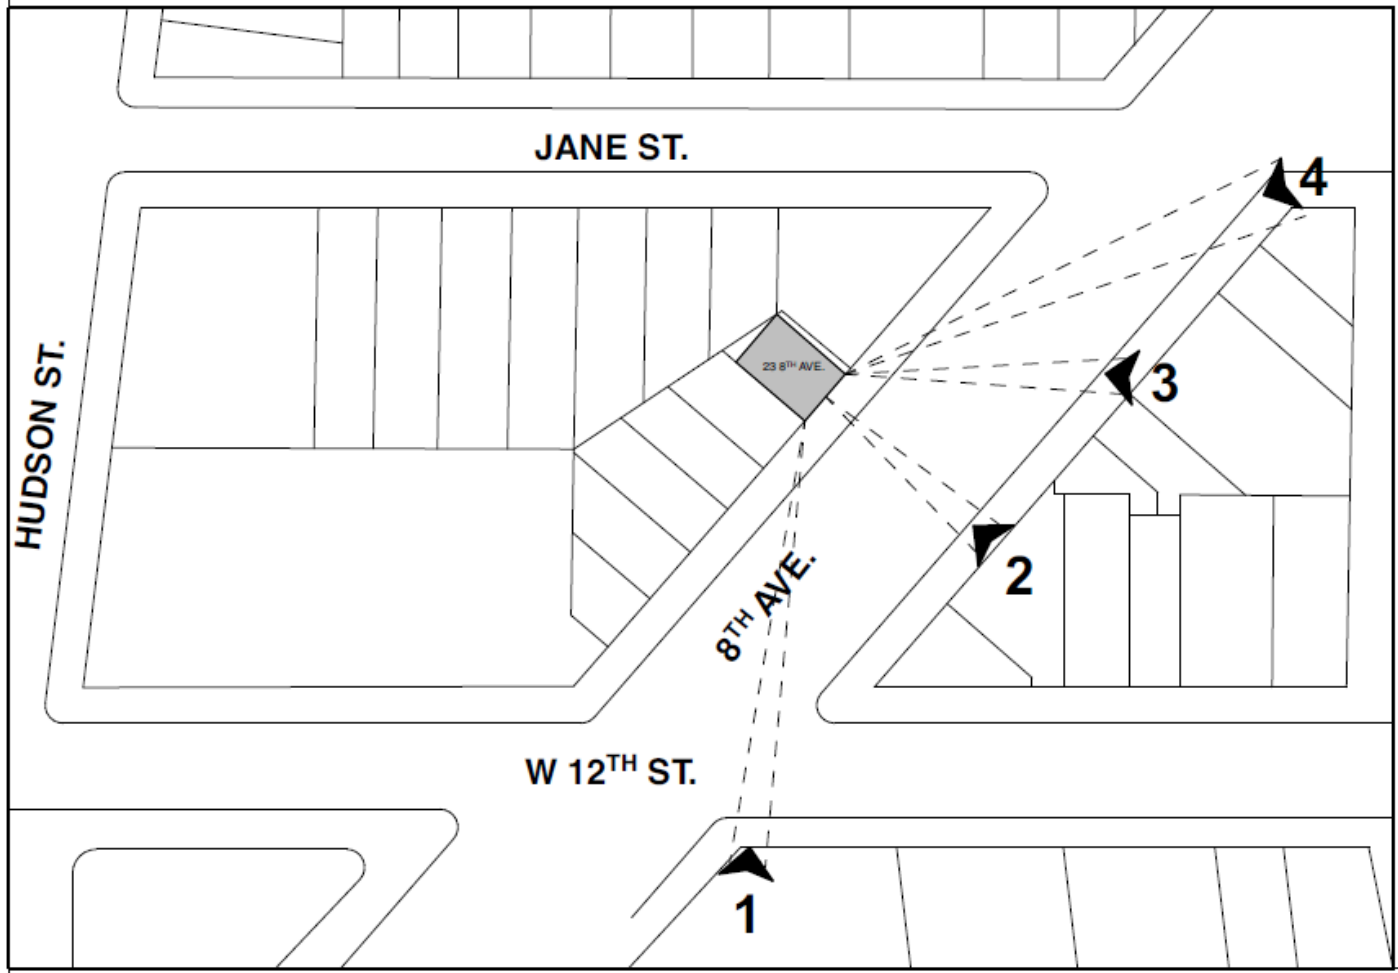 JANE ST.
4
HUDSON ST.
23 8TH AVE.
3
2
8TH AVE.
W 12TH ST.
1